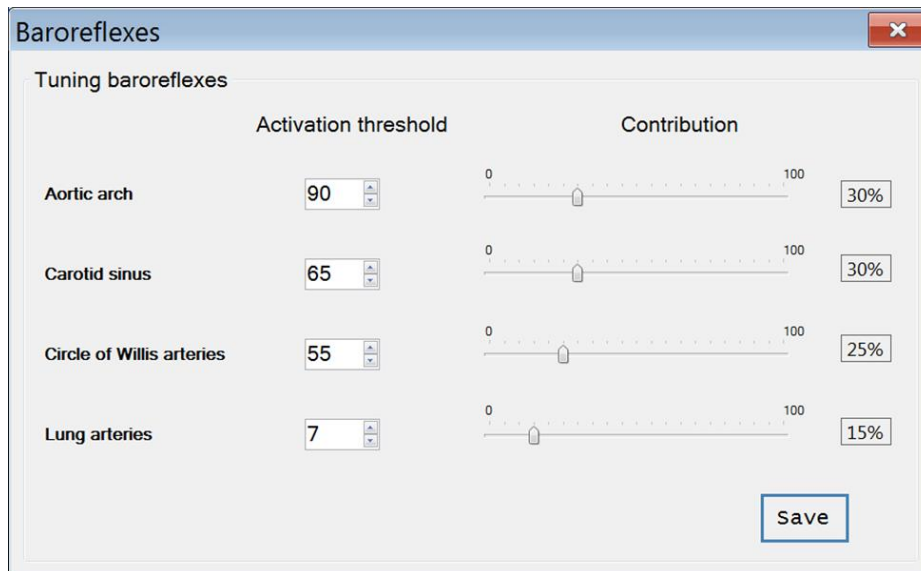 Baroreflexes
Tuning baroreflexes
Activation threshold Contribution
0 100
Aortic arch 90 30%
0 100
Carotid sinus 65 30%
0 100
Circle of Willis arteries 55 25%
0 100
Lung arteries 7 15%
Save